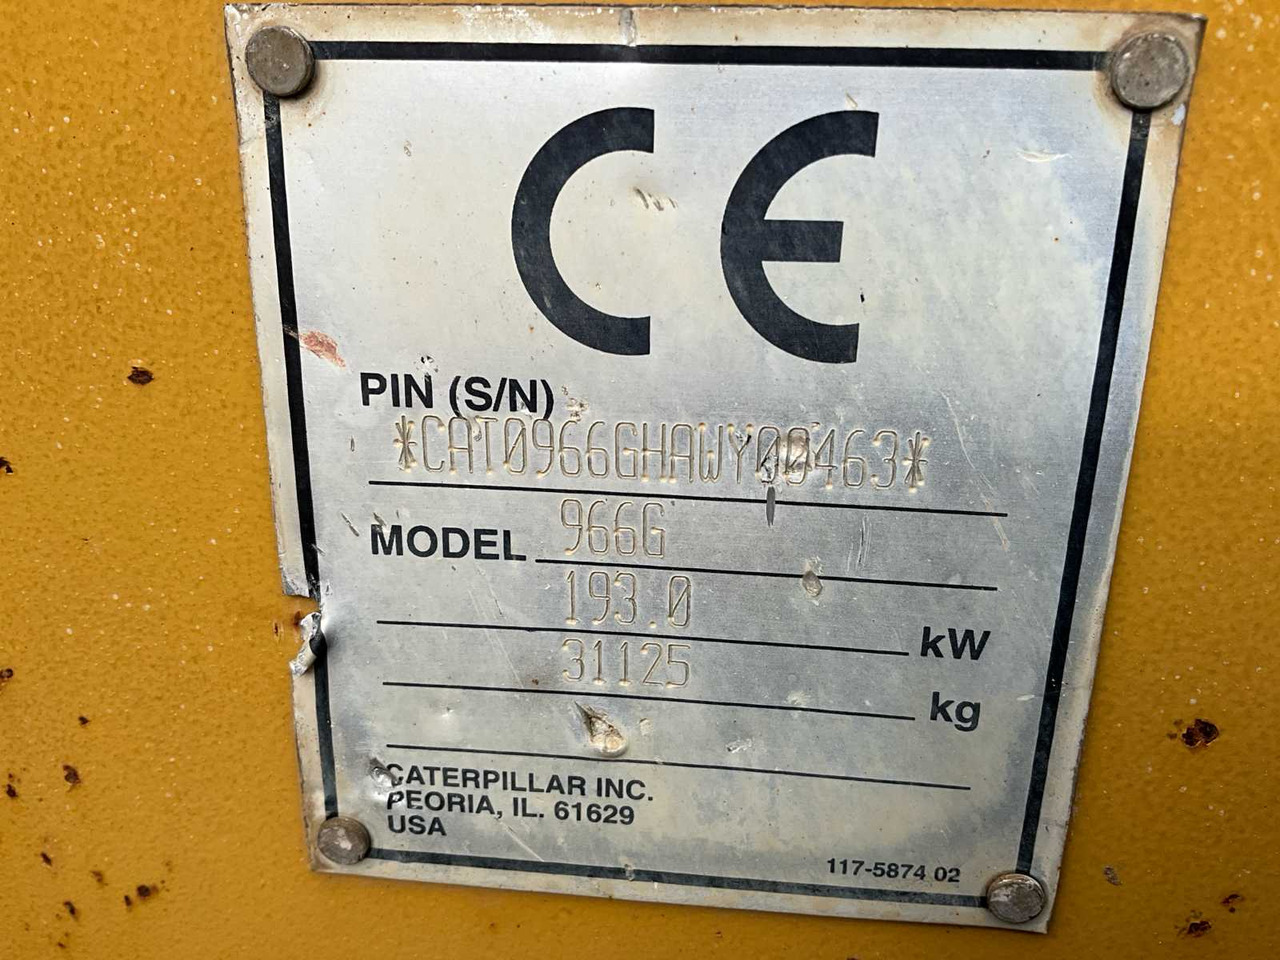 CE
PIN (S/N)
*CAT0966GHAWY00463*
MODEL 966G
193.0 kW
31125 kg
CATERPILLAR INC.
PEORIA, IL. 61629
USA
117-5874 02